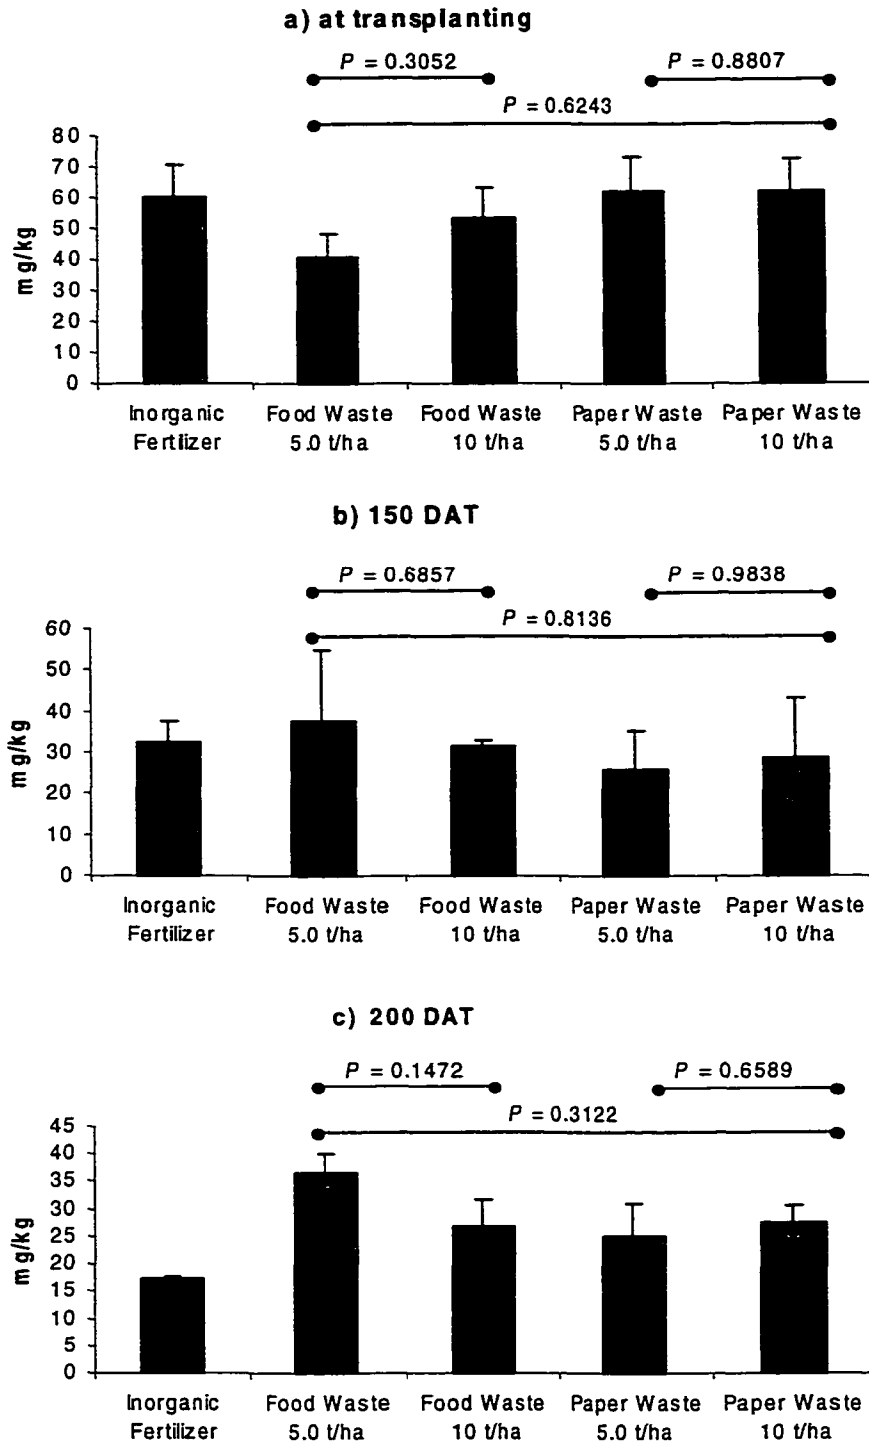 a) at transplanting
P = 0.3052
P = 0.8807
P = 0.6243
80
70
60
50
40
30
20
10
0
mg/kg
Inorganic Fertilizer
Food Waste 5.0 t/ha
Food Waste 10 t/ha
Paper Waste 5.0 t/ha
Paper Waste 10 t/ha
b) 150 DAT
P = 0.6857
P = 0.9838
P = 0.8136
60
50
40
30
20
10
0
mg/kg
Inorganic Fertilizer
Food Waste 5.0 t/ha
Food Waste 10 t/ha
Paper Waste 5.0 t/ha
Paper Waste 10 t/ha
c) 200 DAT
P = 0.1472
P = 0.6589
P = 0.3122
45
40
35
30
25
20
15
10
5
0
mg/kg
Inorganic Fertilizer
Food Waste 5.0 t/ha
Food Waste 10 t/ha
Paper Waste 5.0 t/ha
Paper Waste 10 t/ha